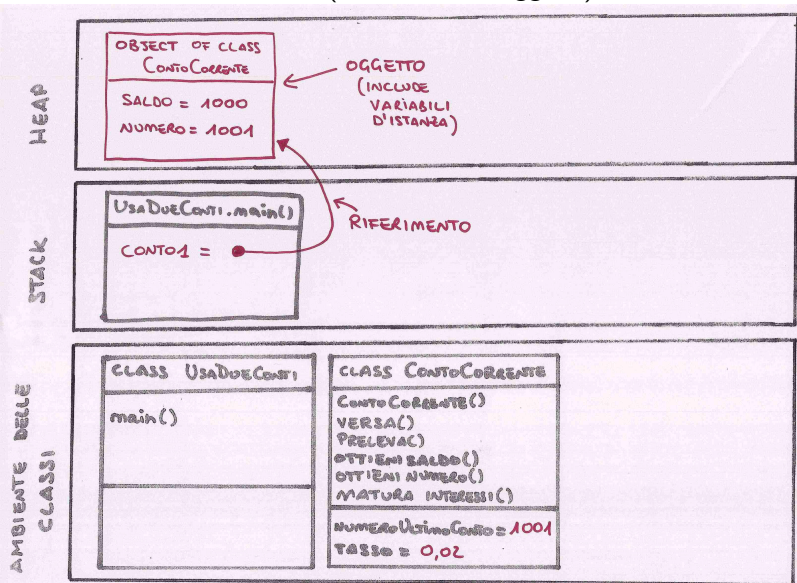 HEAP
OBJECT OF CLASS
CONTOCORRENTE
SALDO = 1000
NUMERO = 1001
OGGETTO
(INCLUDE
VARIABILI
D'ISTANZA)
STACK
USADUECONTI.main()
CONTO1 =
RIFERIMENTO
AMBIENTE DELLE
CLASSI
CLASS USADUECONTI
main()
CLASS CONTOCORRENTE
CONTOCORRENTE()
VERSA()
PRELEVA()
OTTIENI SALDO()
OTTIENI NUMERO()
MATURA INTERESSI()
NUMEROULTIMOCONTO = 1001
TASSO = 0,02